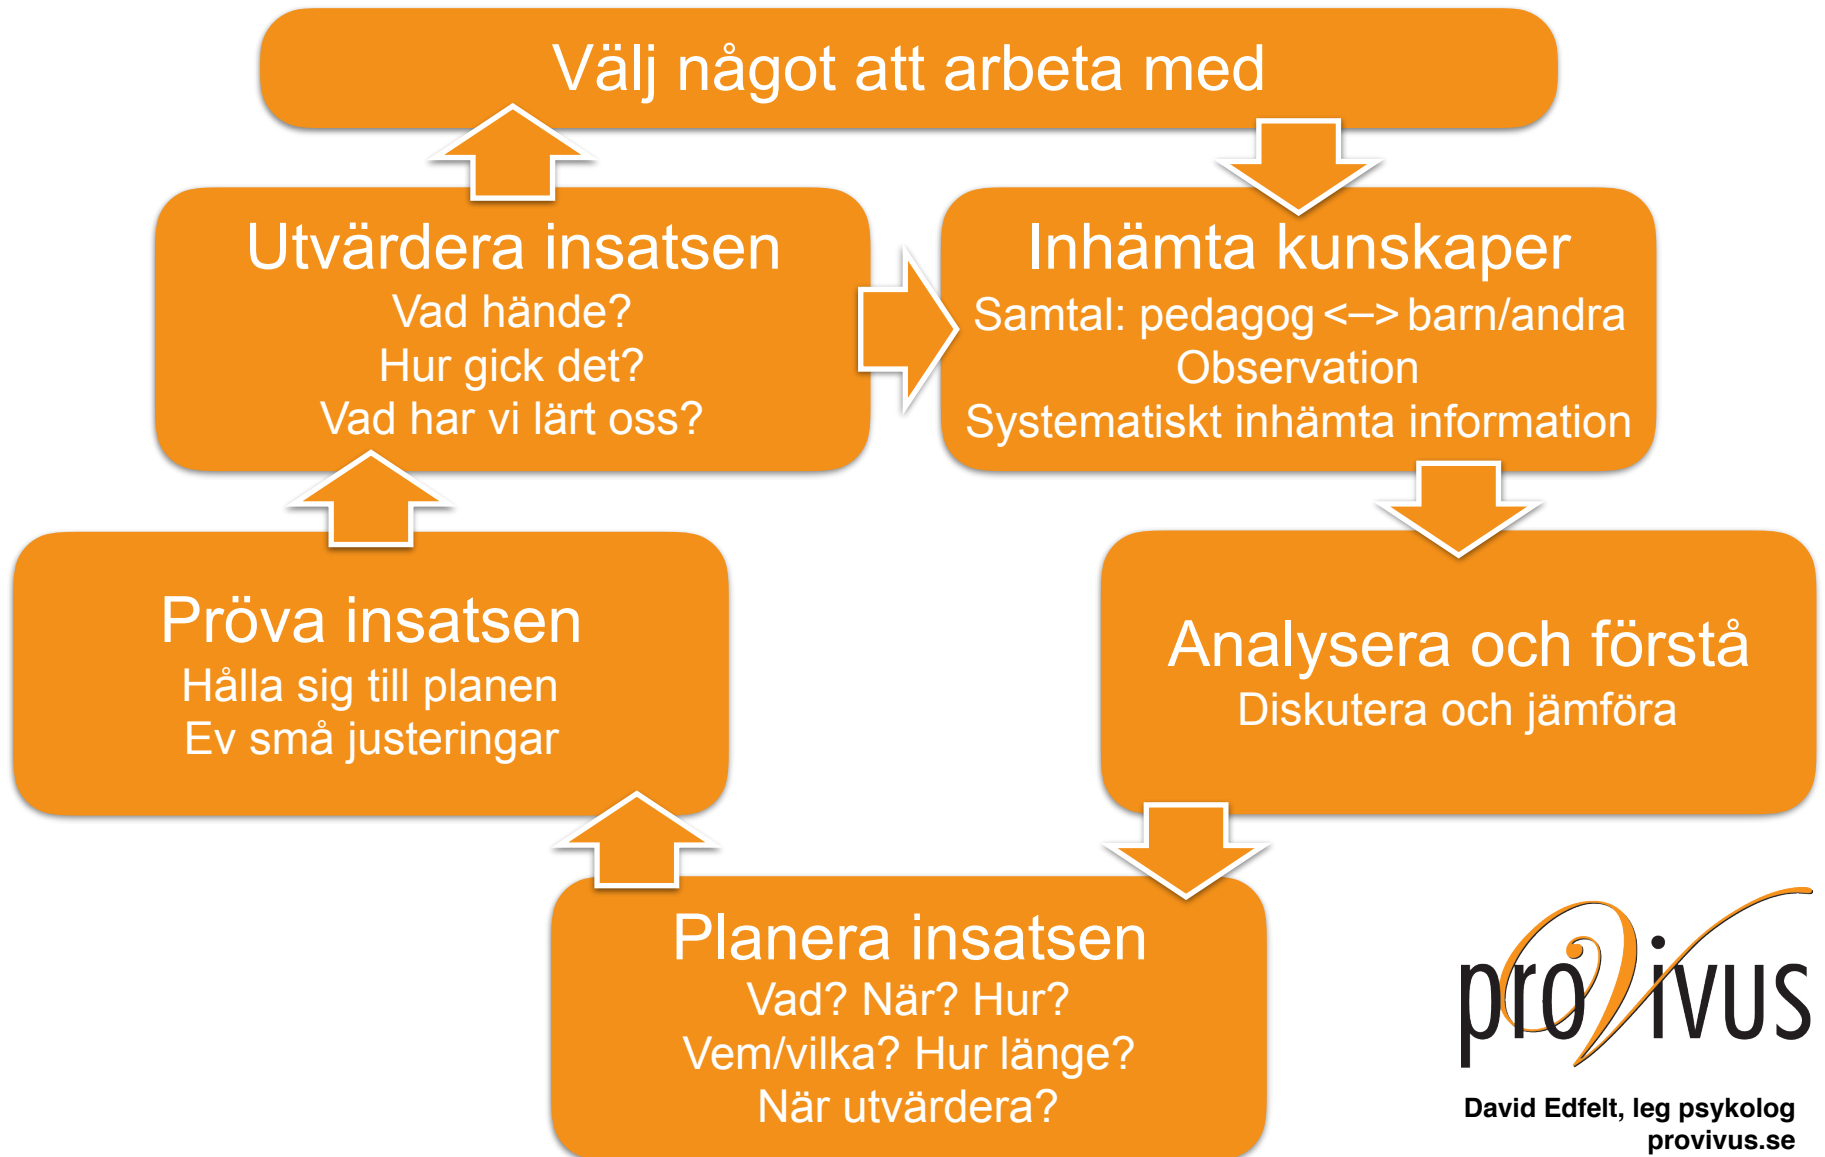 Välj något att arbeta med
Utvärdera insatsen
Vad hände?
Hur gick det?
Vad har vi lärt oss?
Inhämta kunskaper
Samtal: pedagog <–> barn/andra
Observation
Systematiskt inhämta information
Pröva insatsen
Hålla sig till planen
Ev små justeringar
Analysera och förstå
Diskutera och jämföra
Planera insatsen
Vad? När? Hur?
Vem/vilka? Hur länge?
När utvärdera?
proVivus
David Edfelt, leg psykolog
provivus.se